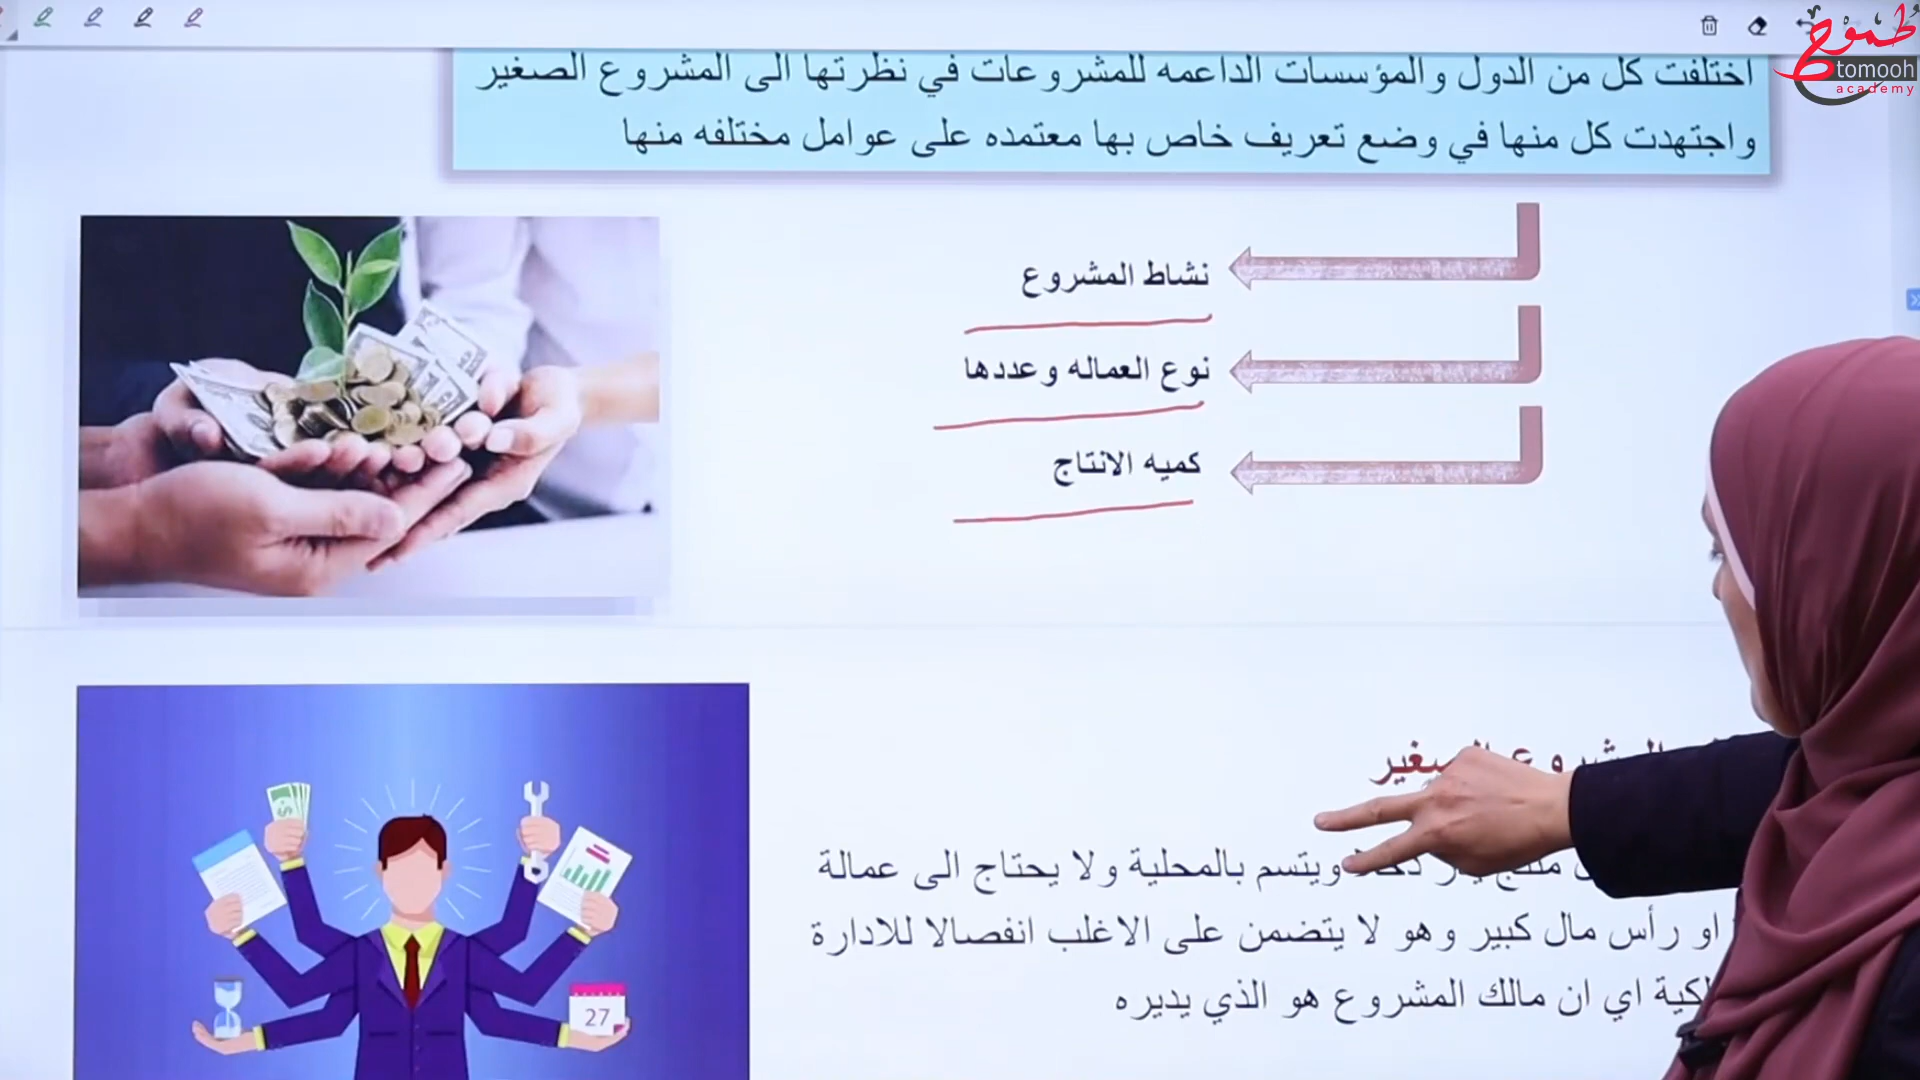 طموح
tomooh
academy
اختلفت كل من الدول والمؤسسات الداعمه للمشروعات في نظرتها الى المشروع الصغير
واجتهدت كل منها في وضع تعريف خاص بها معتمده على عوامل مختلفه منها
نشاط المشروع
نوع العماله وعددها
كميه الانتاج
ويتسم بالمحلية ولا يحتاج الى عمالة
او رأس مال كبير وهو لا يتضمن على الاغلب انفصالا للادارة
اي ان مالك المشروع هو الذي يديره
27